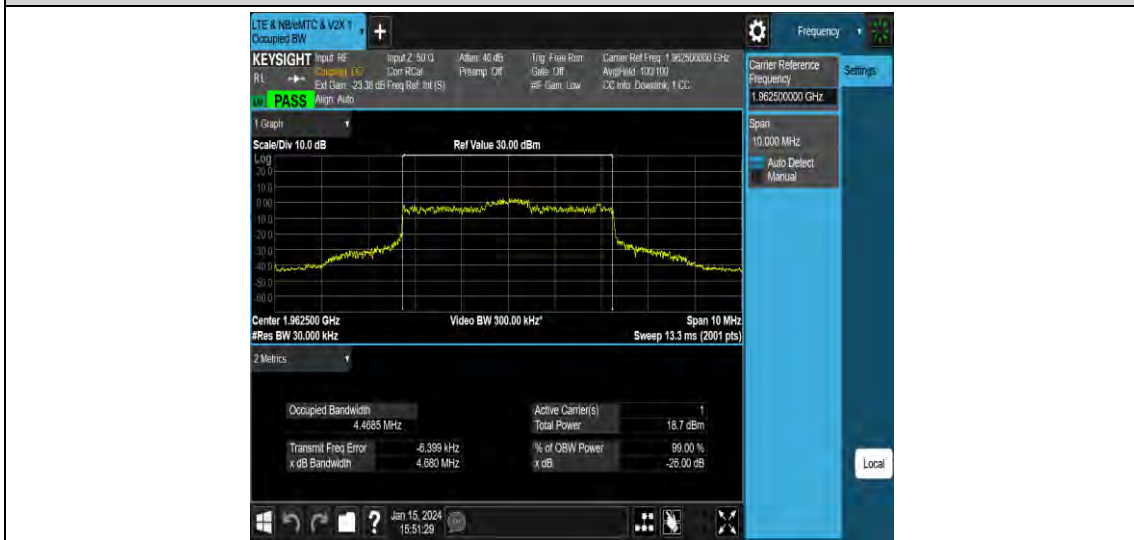 LTE & NB/eMTC & V2X 1
Occupied BW
+
Frequency
KEYSIGHT
Input: RF
Coupling: DC
Ext Gain: -23.38 dB
Align: Auto
Input Z: 50 Ω
Corr RCal
Freq Ref: Int (S)
Atten: 40 dB
Preamp: Off
Trig: Free Run
Gate: Off
#IF Gain: Low
Carrier Ref Freq: 1.962500000 GHz
Avg|Hold: 100/100
CC Info: Downlink, 1 CC
RL
PASS
Carrier Reference
Frequency
1.962500000 GHz
Settings
Span
10.000 MHz
Auto Detect
Manual
1 Graph
Scale/Div 10.0 dB
Ref Value 30.00 dBm
Log
20.0
10.0
0.00
-10.0
-20.0
-30.0
-40.0
-50.0
-60.0
Center 1.962500 GHz
Video BW 300.00 kHz*
Span 10 MHz
#Res BW 30.000 kHz
Sweep 13.3 ms (2001 pts)
2 Metrics
Occupied Bandwidth
4.4685 MHz
Active Carrier(s) 1
Total Power 18.7 dBm
Transmit Freq Error -6.399 kHz
% of OBW Power 99.00 %
x dB Bandwidth 4.680 MHz
x dB -26.00 dB
Local
?
Jan 15, 2024
15:51:29